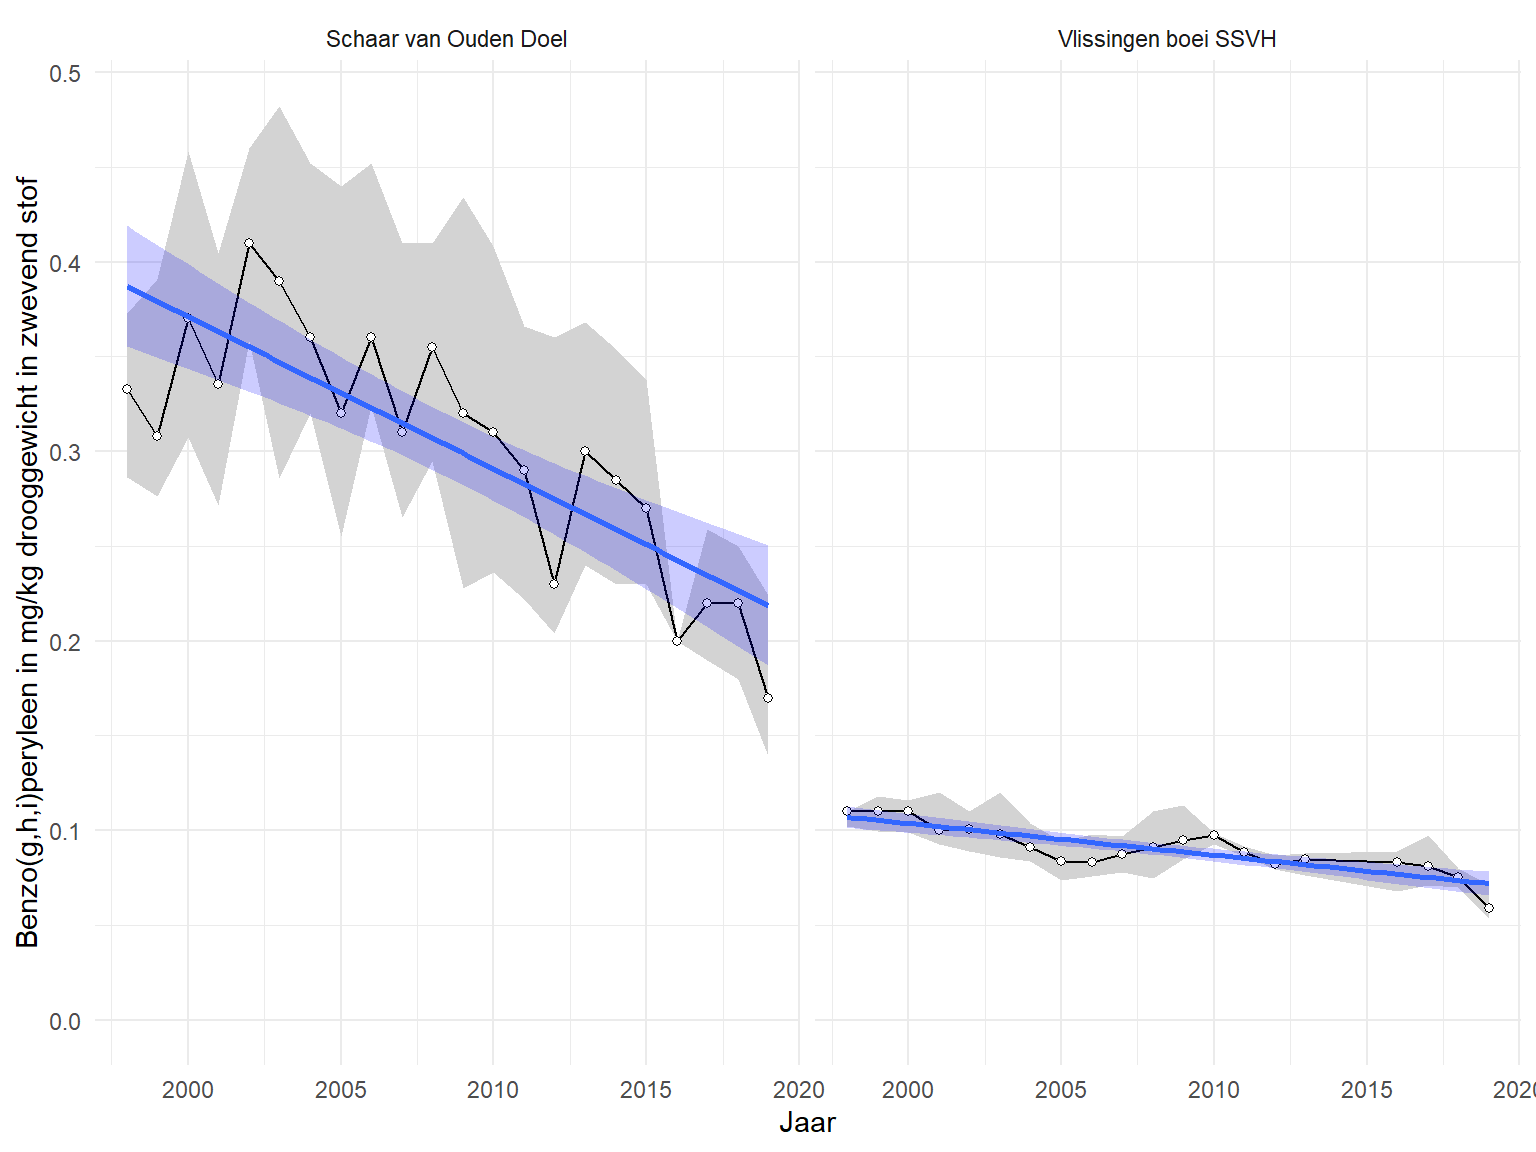 Schaar van Ouden Doel
Vlissingen boei SSVH
Benzo(g,h,i)peryleen in mg/kg drooggewicht in zwevend stof
0.5
0.4
0.3
0.2
0.1
0.0
2000 2005 2010 2015 2020 2000 2005 2010 2015 2020
Jaar